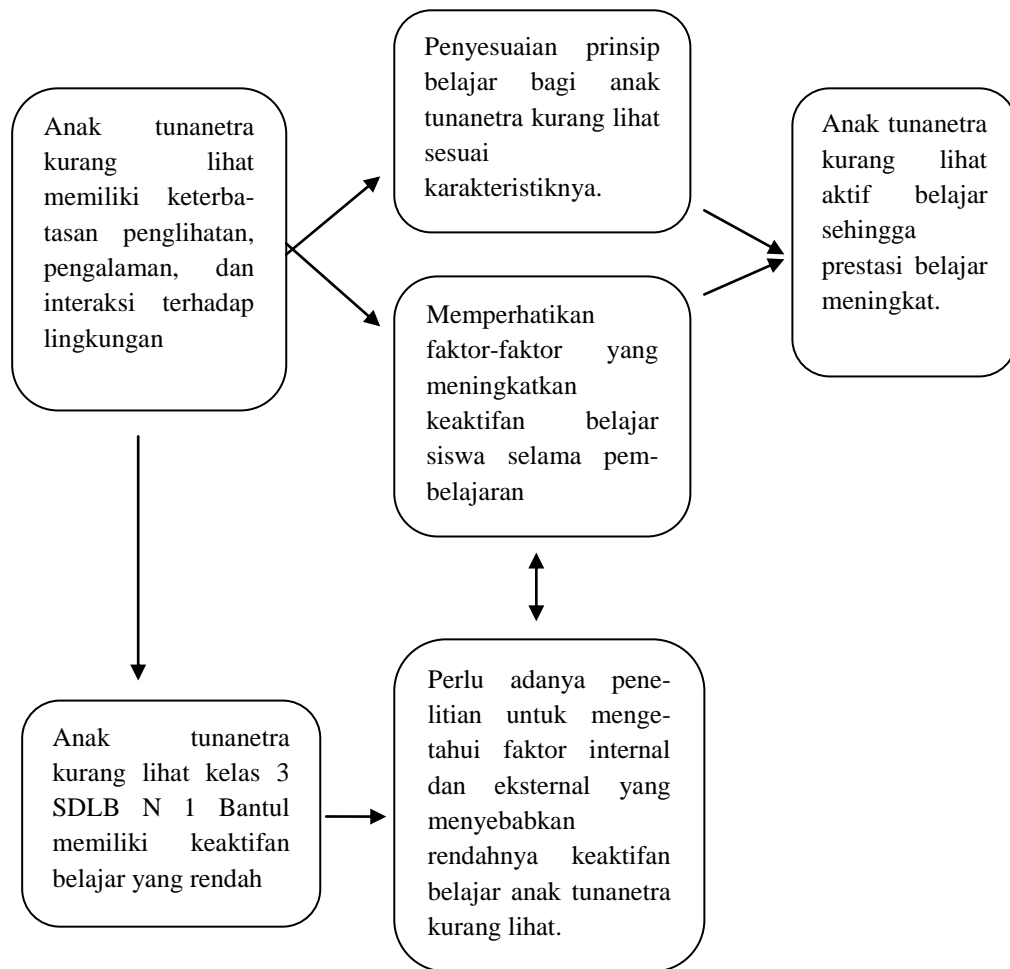 Anak tunanetra
kurang lihat
memiliki keterba-
tasan penglihatan,
pengalaman, dan
interaksi terhadap
lingkungan
Penyesuaian prinsip
belajar bagi anak
tunanetra kurang lihat
sesuai
karakteristiknya.
Memperhatikan
faktor-faktor yang
meningkatkan
keaktifan belajar
siswa selama pem-
belajaran
Anak tunanetra
kurang lihat
aktif belajar
sehingga
prestasi belajar
meningkat.
Anak tunanetra
kurang lihat kelas 3
SDLB N 1 Bantul
memiliki keaktifan
belajar yang rendah
Perlu adanya pene-
litian untuk menge-
tahui faktor internal
dan eksternal yang
menyebabkan
rendahnya keaktifan
belajar anak tunanetra
kurang lihat.